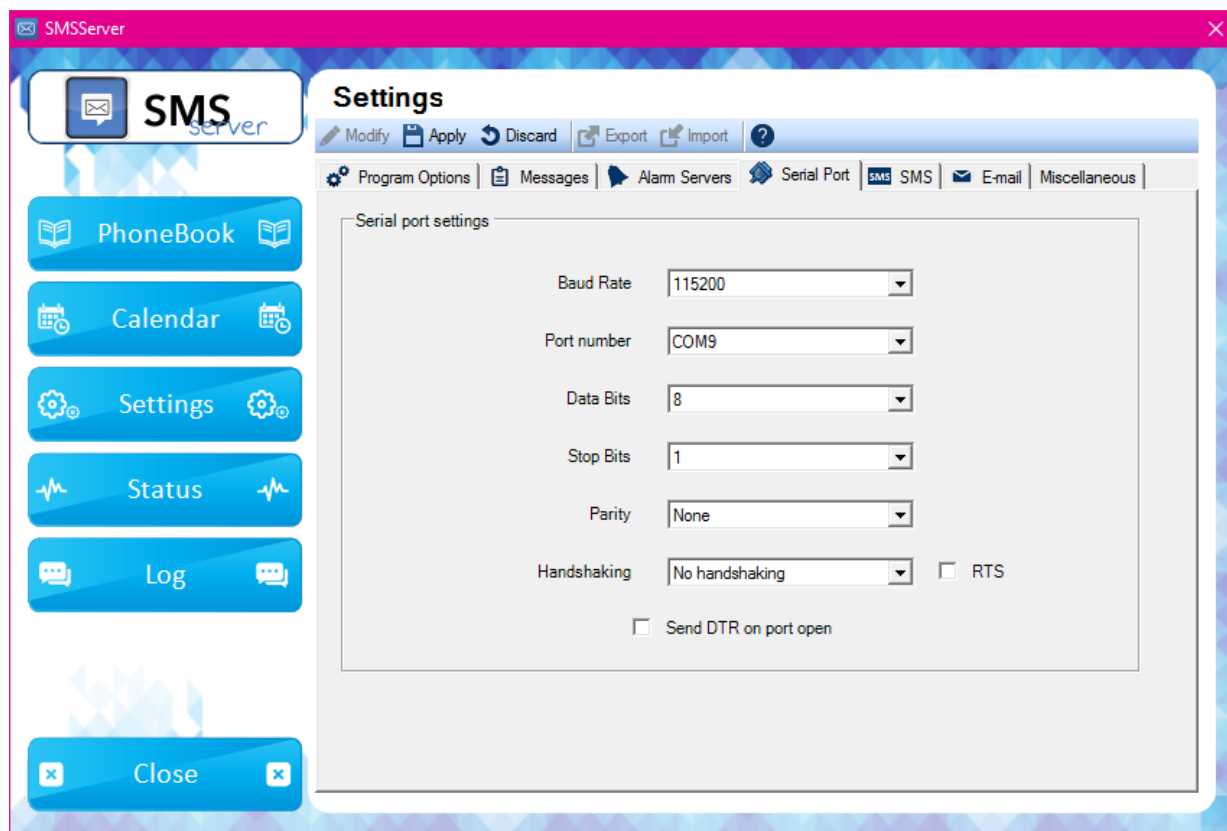 SMSServer
SMS
server
PhoneBook
Calendar
Settings
Status
Log
Close
Settings
Modify Apply Discard Export Import ?
Program Options Messages Alarm Servers Serial Port SMS SMS E-mail Miscellaneous
Serial port settings
Baud Rate 115200
Port number COM9
Data Bits 8
Stop Bits 1
Parity None
Handshaking No handshaking RTS
Send DTR on port open